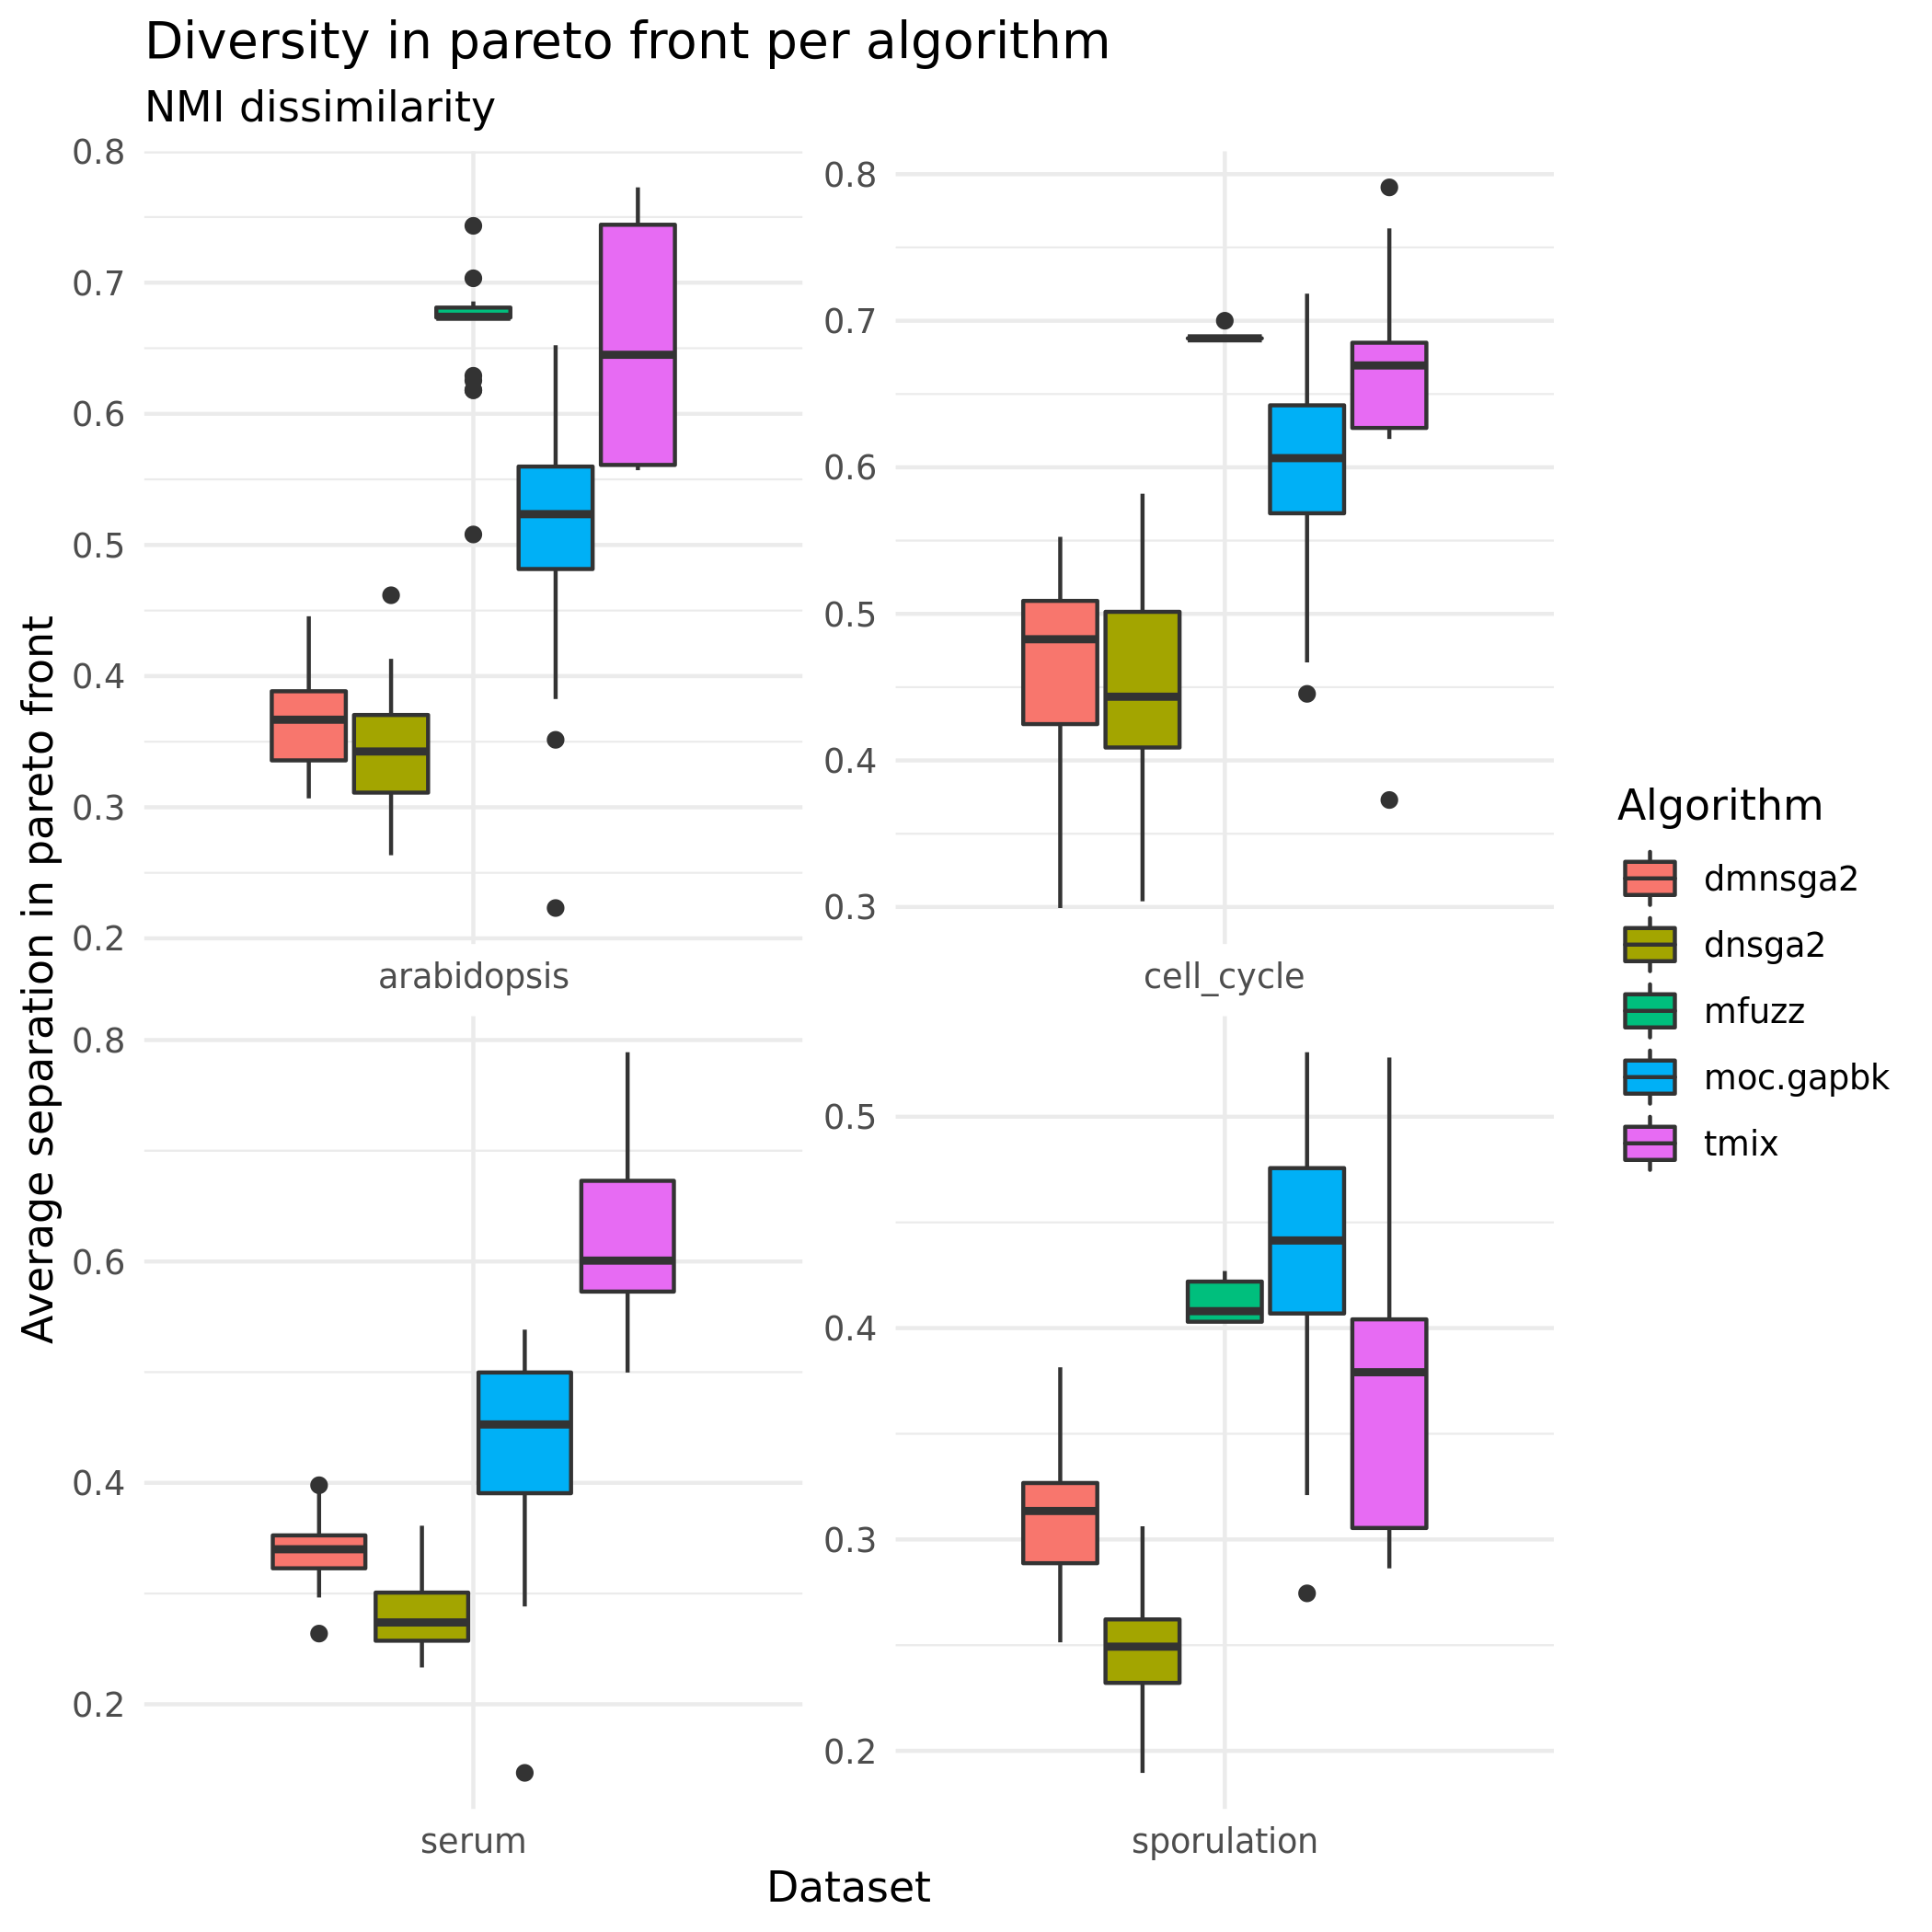 Diversity in pareto front per algorithm
NMI dissimilarity
Average separation in pareto front
0.8
0.7
0.6
0.5
0.4
0.3
0.2
arabidopsis
0.8
0.7
0.6
0.5
0.4
0.3
cell_cycle
0.8
0.6
0.4
0.2
serum
0.5
0.4
0.3
0.2
sporulation
Dataset
Algorithm
dmnsga2
dnsga2
mfuzz
moc.gapbk
tmix